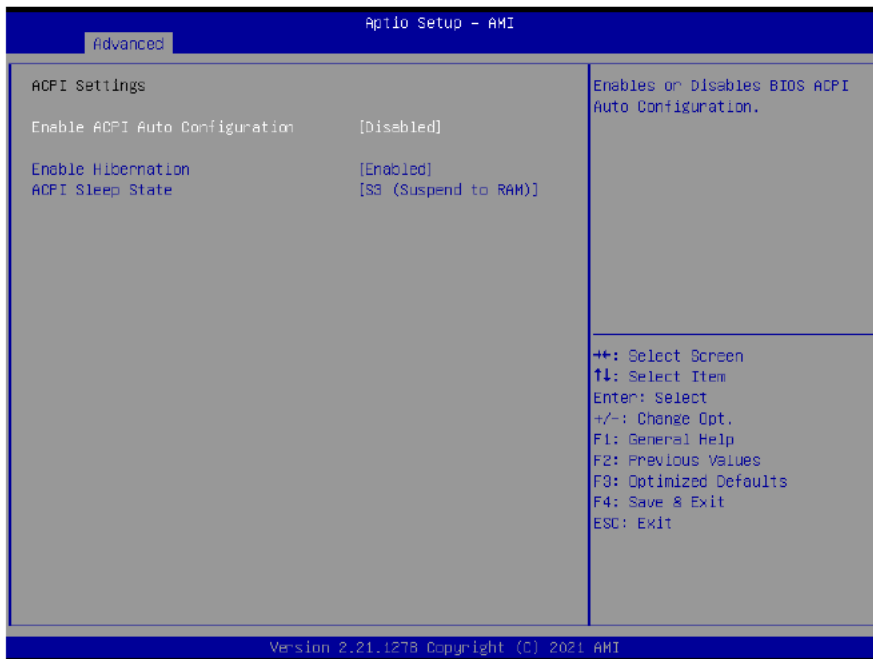 Aptio Setup – AMI
Advanced
ACPI Settings
Enable ACPI Auto Configuration [Disabled]
Enable Hibernation [Enabled]
ACPI Sleep State [S3 (Suspend to RAM)]
Enables or Disables BIOS ACPI
Auto Configuration.
→←: Select Screen
↑↓: Select Item
Enter: Select
+/-: Change Opt.
F1: General Help
F2: Previous Values
F3: Optimized Defaults
F4: Save & Exit
ESC: Exit
Version 2.21.1278 Copyright (C) 2021 AMI